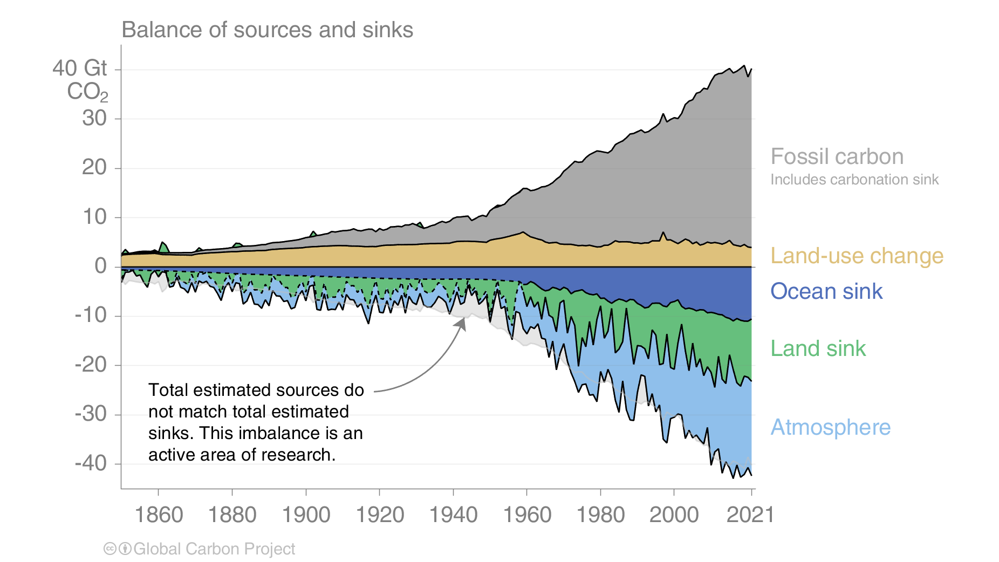 Balance of sources and sinks
40 Gt
CO₂
30
20
10
0
-10
-20
-30
-40
Fossil carbon
Includes carbonation sink
Land-use change
Ocean sink
Land sink
Atmosphere
Total estimated sources do
not match total estimated
sinks. This imbalance is an
active area of research.
1860 1880 1900 1920 1940 1960 1980 2000 2021
cc Global Carbon Project